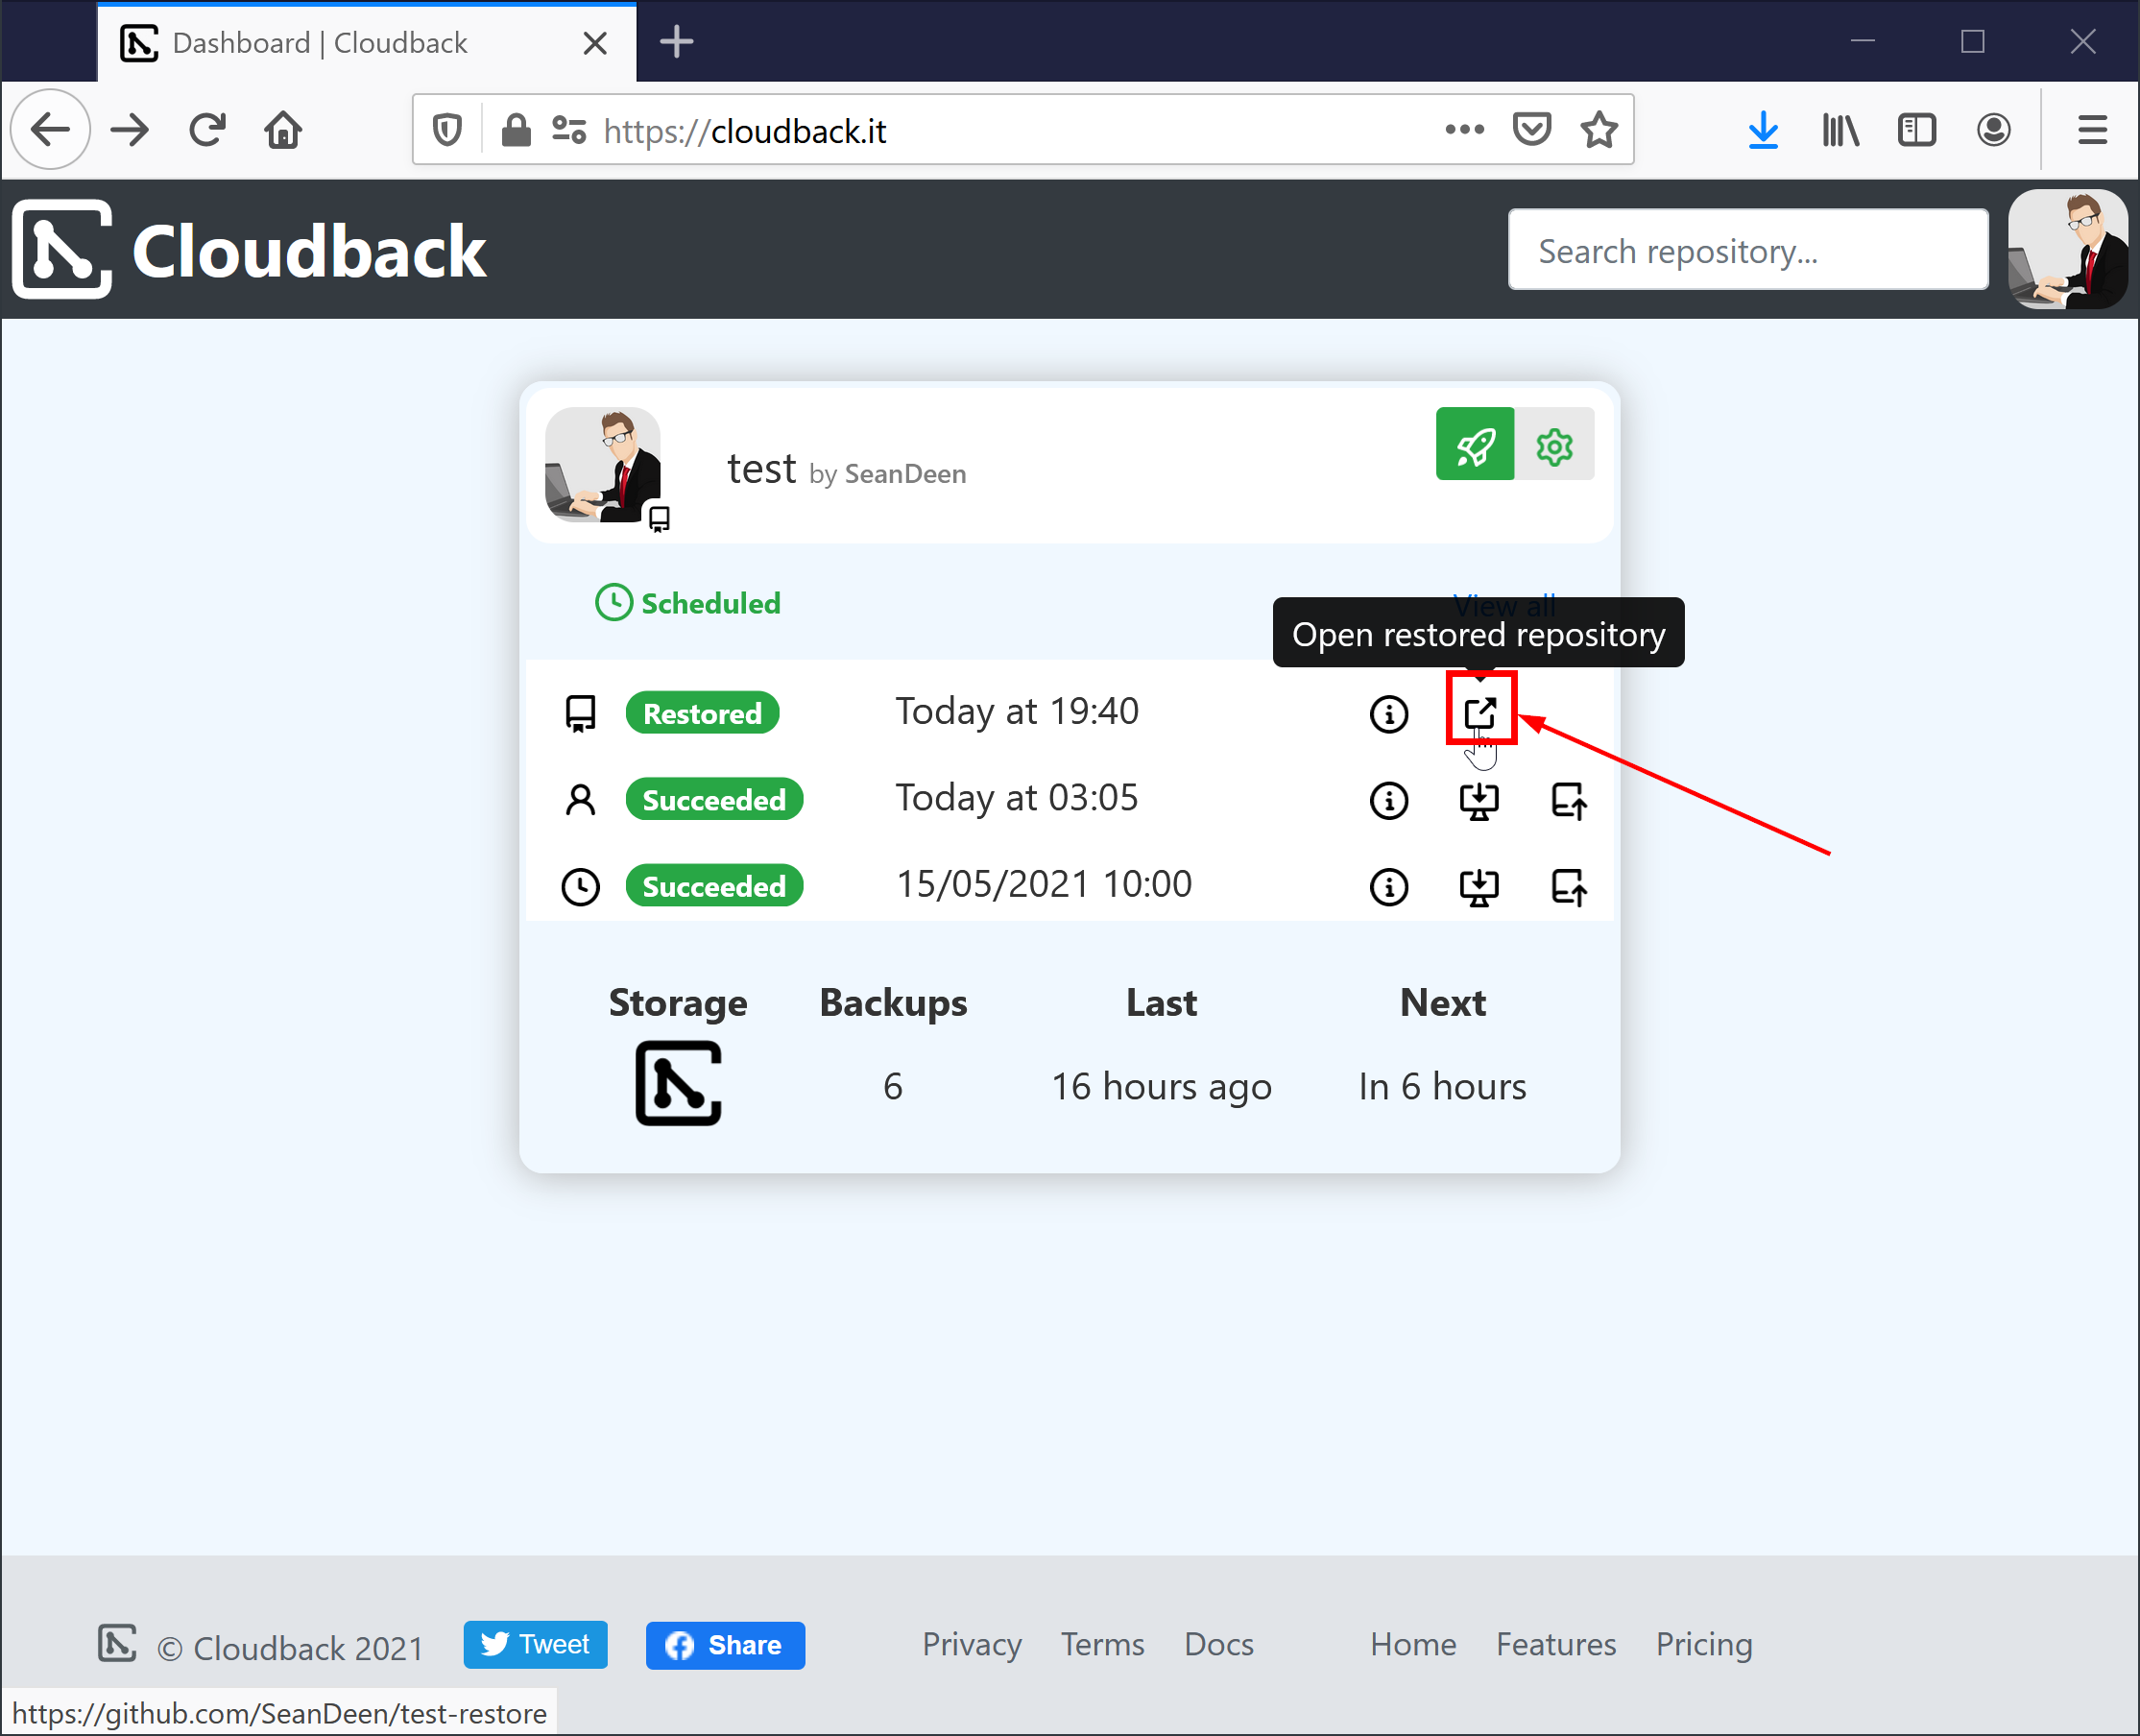 Dashboard | Cloudback
https://cloudback.it
Cloudback
Search repository...
test by SeanDeen
Scheduled
View all
Open restored repository
Restored Today at 19:40
Succeeded Today at 03:05
Succeeded 15/05/2021 10:00
Storage Backups Last Next
6 16 hours ago In 6 hours
© Cloudback 2021 Tweet Share Privacy Terms Docs Home Features Pricing
https://github.com/SeanDeen/test-restore